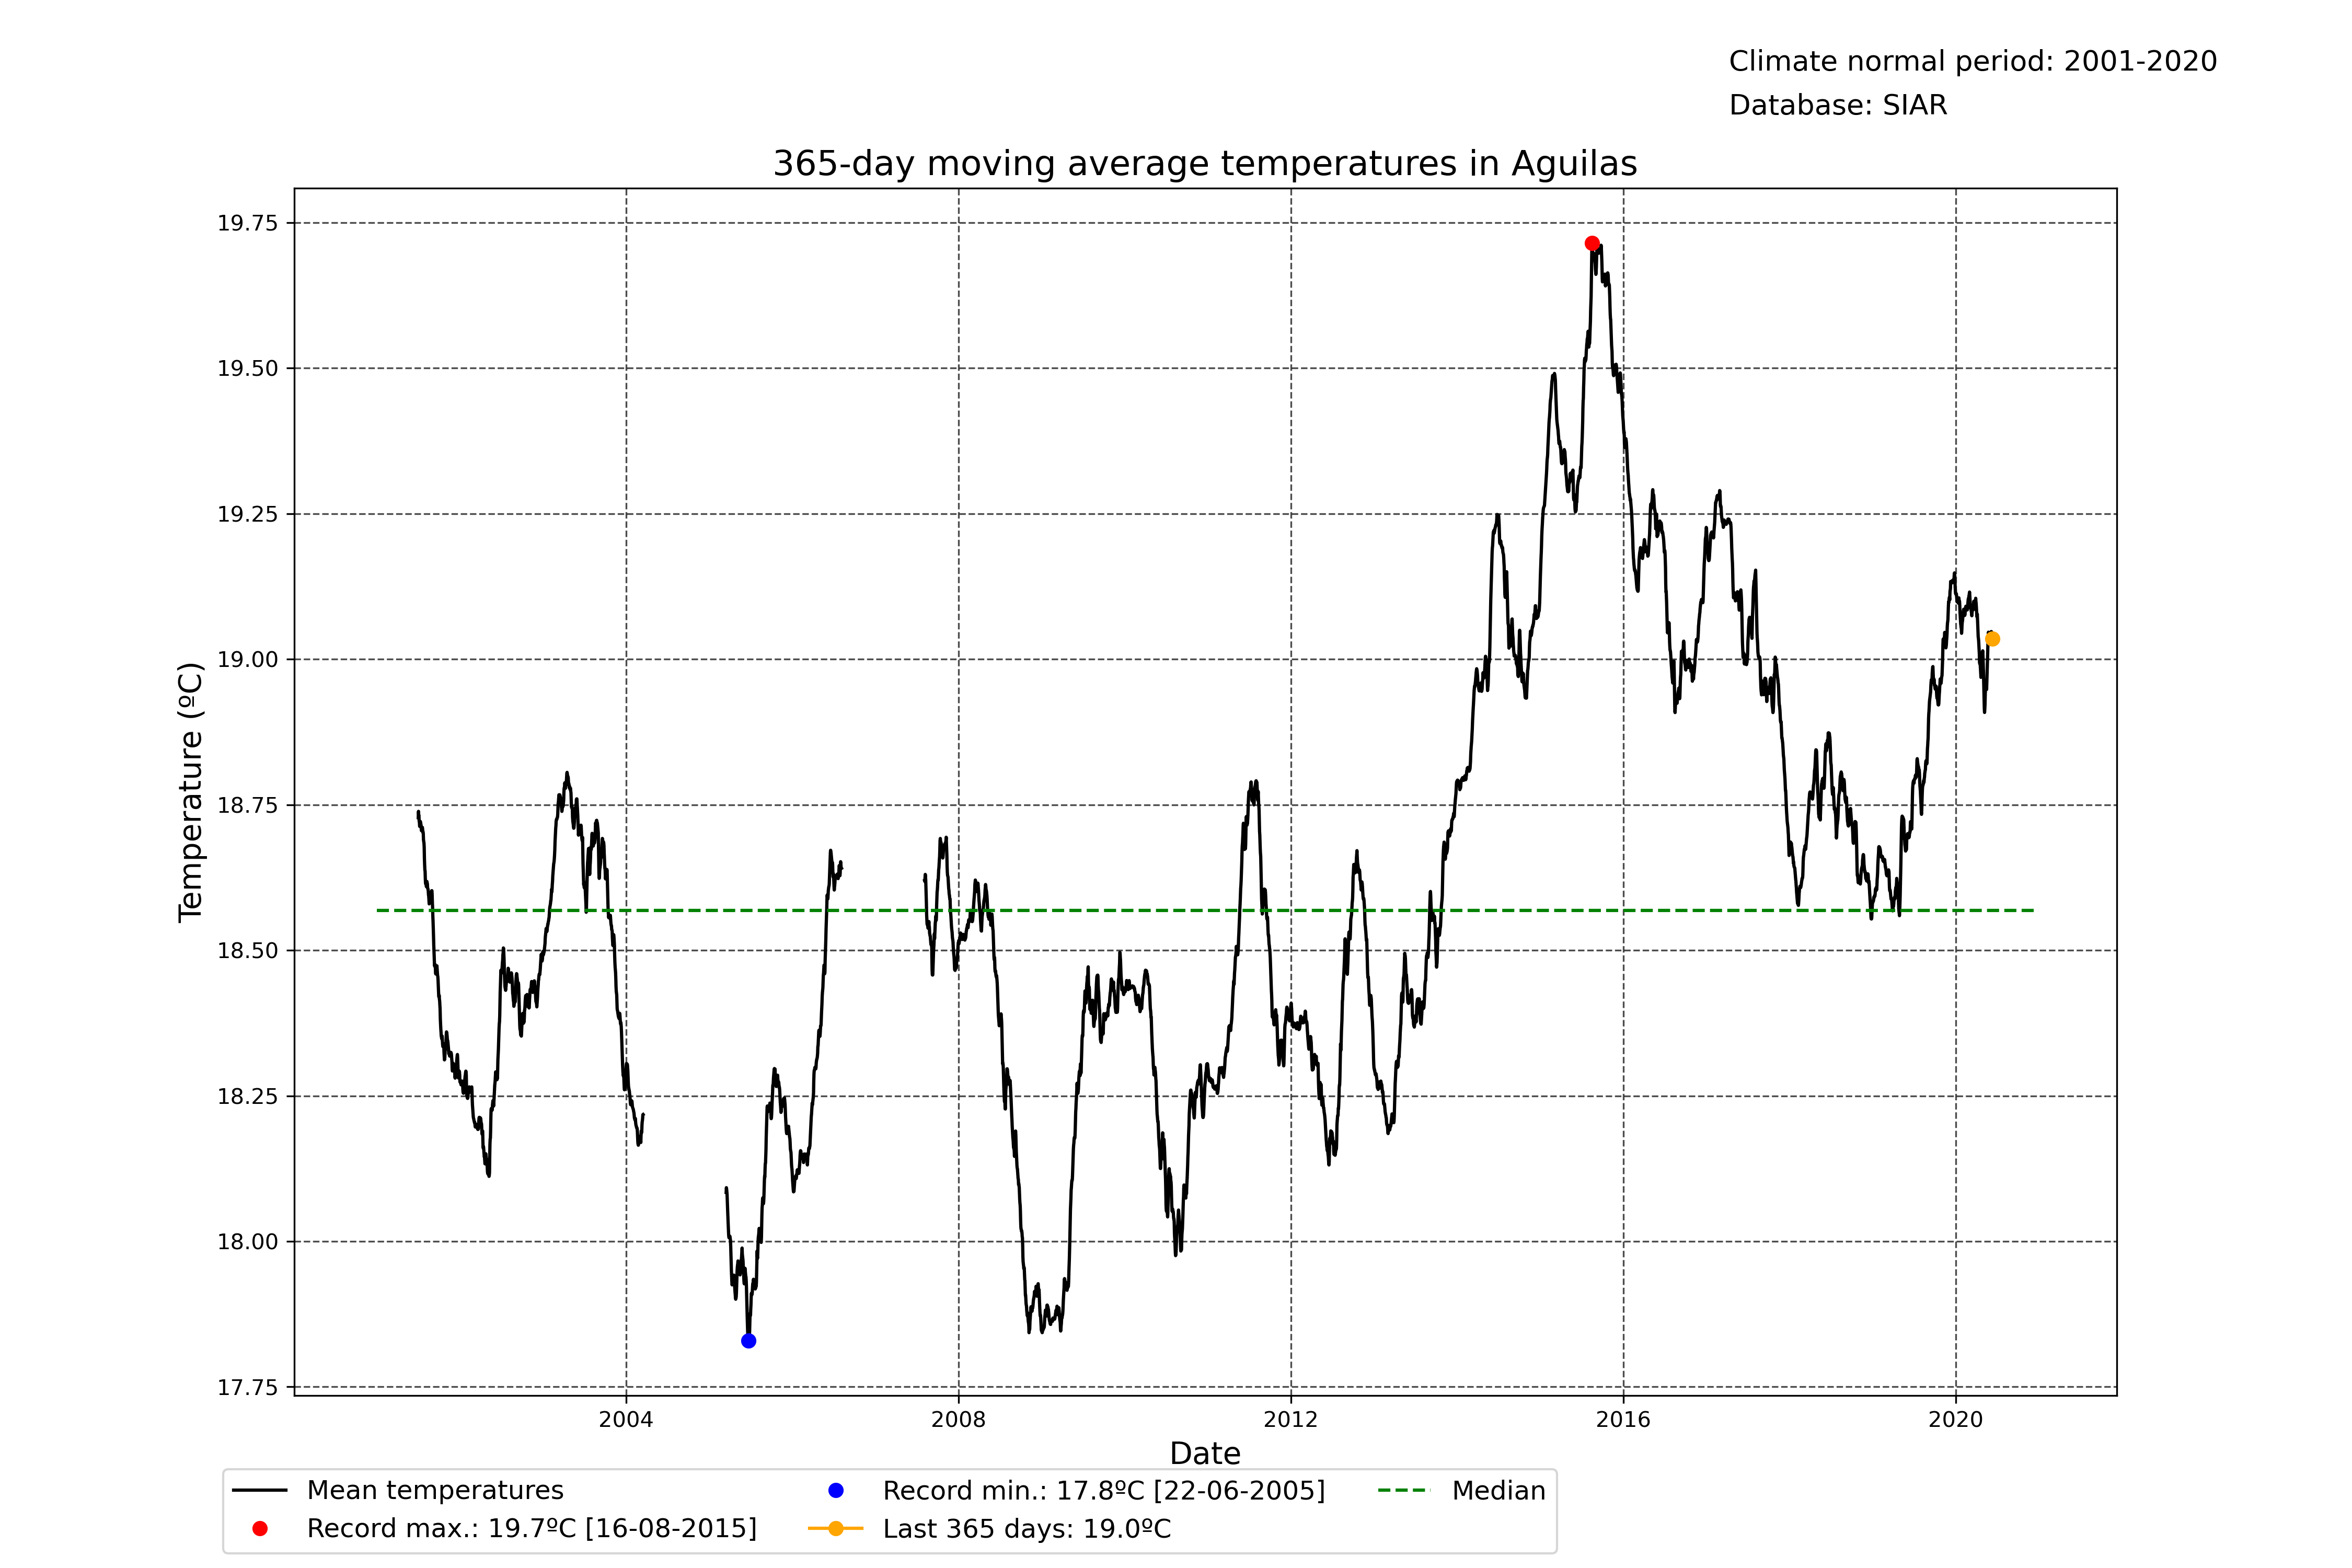 Climate normal period: 2001-2020
Database: SIAR
365-day moving average temperatures in Aguilas
Temperature (ºC)
19.75
19.50
19.25
19.00
18.75
18.50
18.25
18.00
17.75
2004 2008 2012 2016 2020
Date
Mean temperatures Record min.: 17.8ºC [22-06-2005] Median
Record max.: 19.7ºC [16-08-2015] Last 365 days: 19.0ºC